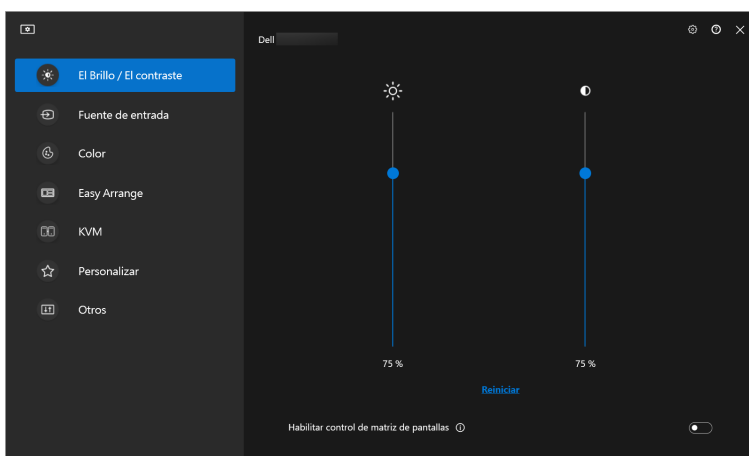 Dell
El Brillo / El contraste
Fuente de entrada
Color
Easy Arrange
KVM
Personalizar
Otros
75 %
75 %
Reiniciar
Habilitar control de matriz de pantallas